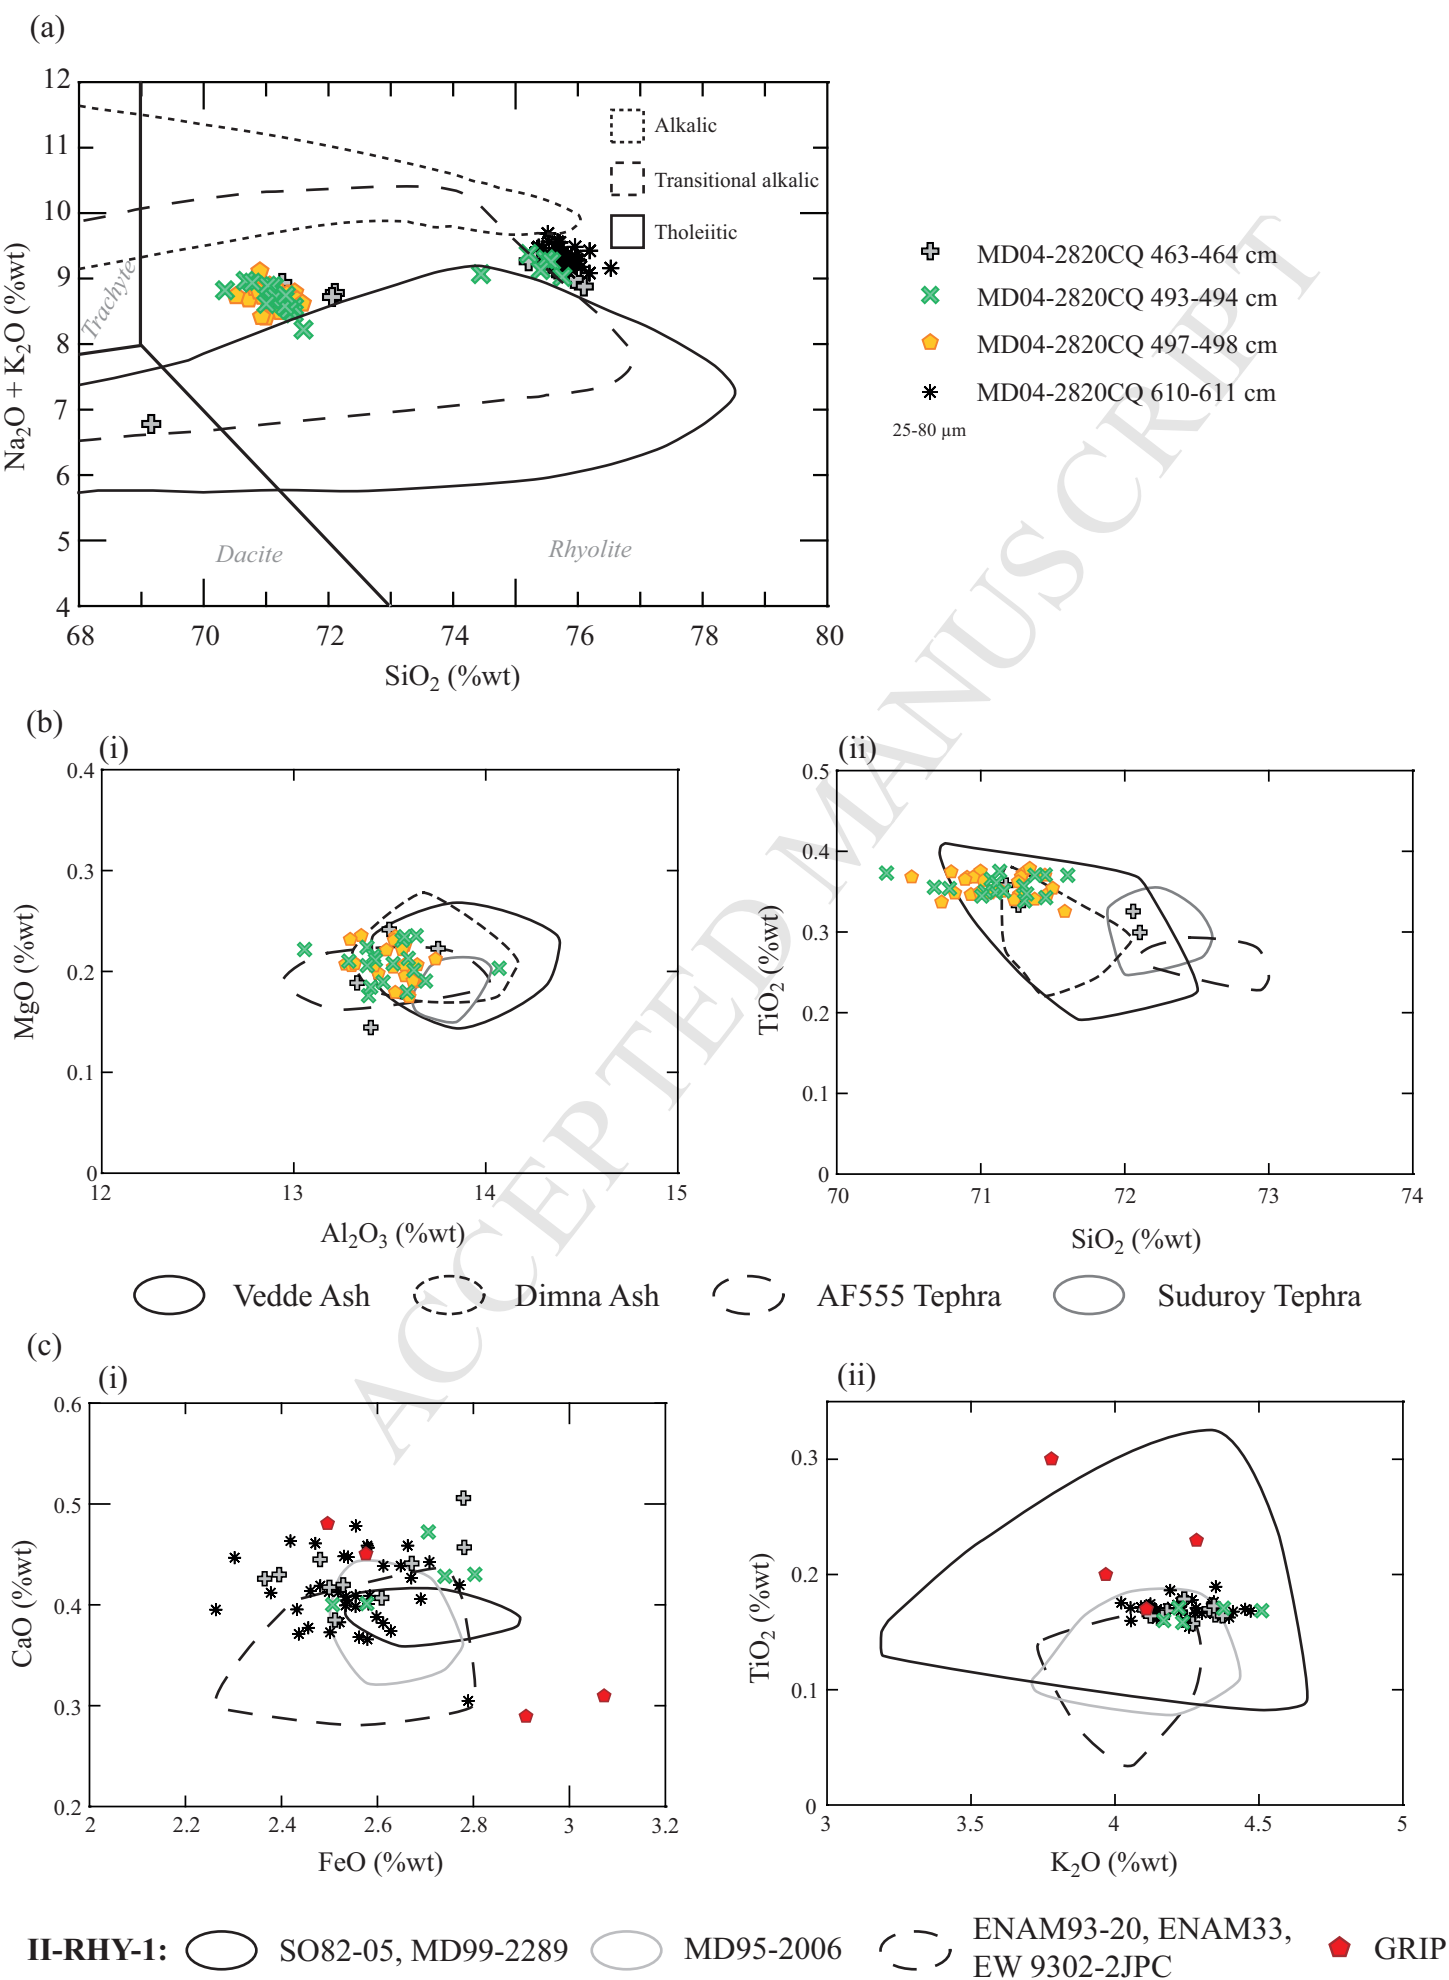 (a)
12
11
10
9
8
7
6
5
4
Na₂O + K₂O (%wt)
68 70 72 74 76 78 80
SiO₂ (%wt)
Trachyte
Dacite
Rhyolite
Alkalic
Transitional alkalic
Tholeiitic
MD04-2820CQ 463-464 cm
MD04-2820CQ 493-494 cm
MD04-2820CQ 497-498 cm
MD04-2820CQ 610-611 cm
25-80 µm
ACCEPTED MANUSCRIPT
(b)
(i)
0.4
0.3
0.2
0.1
0
MgO (%wt)
12 13 14 15
Al₂O₃ (%wt)
(ii)
0.5
0.4
0.3
0.2
0.1
0
TiO₂ (%wt)
70 71 72 73 74
SiO₂ (%wt)
Vedde Ash Dimna Ash AF555 Tephra Suduroy Tephra
(c)
(i)
0.6
0.5
0.4
0.3
0.2
CaO (%wt)
2 2.2 2.4 2.6 2.8 3 3.2
FeO (%wt)
(ii)
0.3
0.2
0.1
0
TiO₂ (%wt)
3 3.5 4 4.5 5
K₂O (%wt)
II-RHY-1: SO82-05, MD99-2289 MD95-2006 ENAM93-20, ENAM33,
EW 9302-2JPC
GRIP